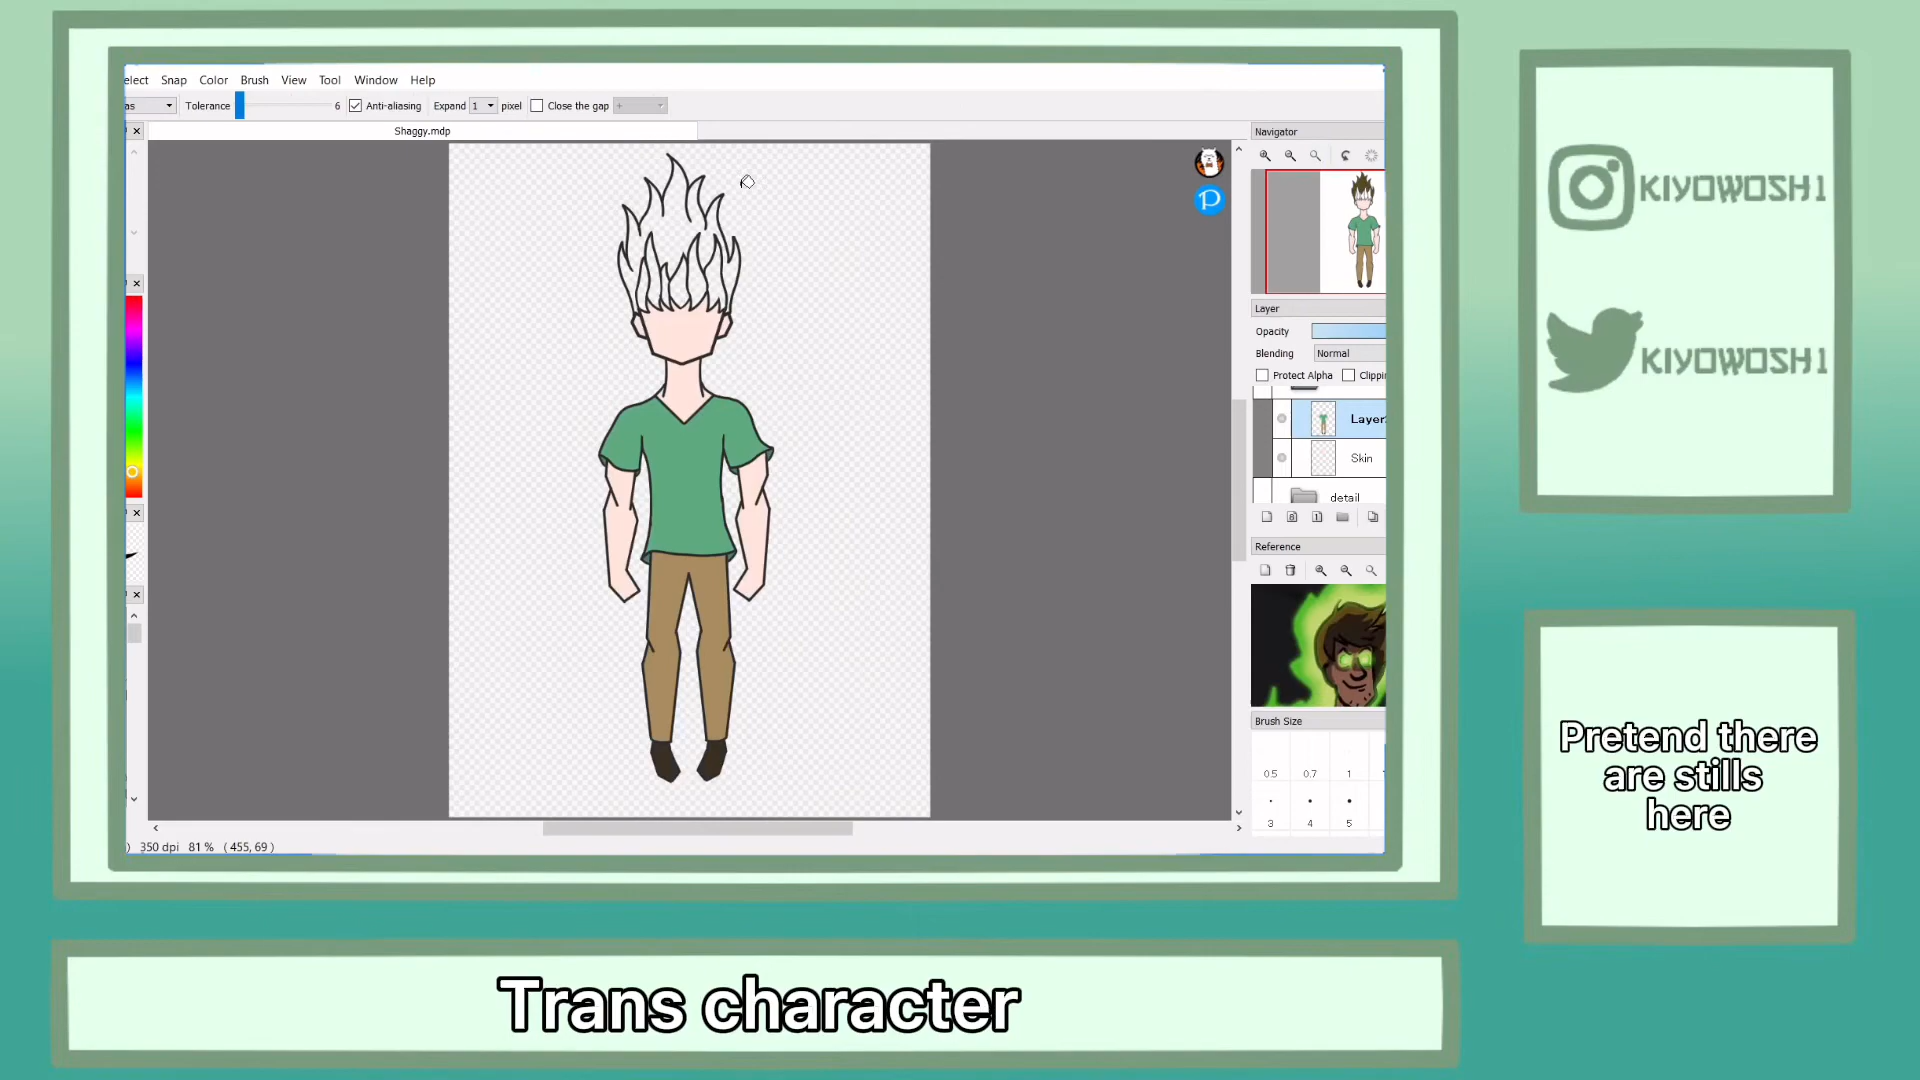 elect Snap Color Brush View Tool Window Help
as Tolerance 6 Anti-aliasing Expand 1 pixel Close the gap +
Shaggy.mdp
Navigator
Layer
Opacity
Blending Normal
Protect Alpha Clippin
Layer
Skin
detail
Reference
Brush Size
0.5 0.7 1
3 4 5
350 dpi 81 % ( 455, 69 )
KIYOWOSH1
KIYOWOSH1
Pretend there
are stills
here
Trans character